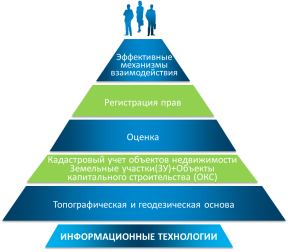 Эффективные
механизмы
взаимодействия
Регистрация прав
Оценка
Кадастровый учет объектов недвижимости
Земельные участки(ЗУ)+Объекты
капитального строительства (ОКС)
Топографическая и геодезическая основа
ИНФОРМАЦИОННЫЕ ТЕХНОЛОГИИ